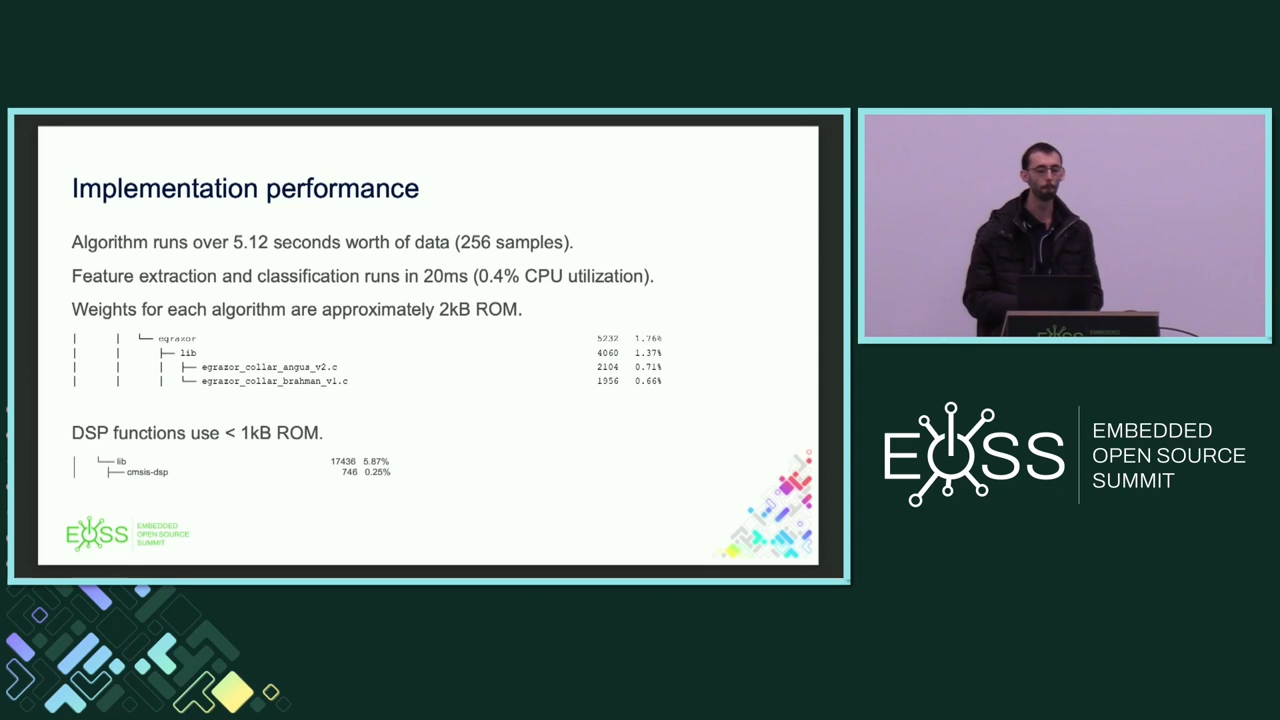 Implementation performance
Algorithm runs over 5.12 seconds worth of data (256 samples).
Feature extraction and classification runs in 20ms (0.4% CPU utilization).
Weights for each algorithm are approximately 2kB ROM.
egrazor 5232 1.76%
lib 4060 1.37%
egrazor_collar_angus_v2.c 2104 0.71%
egrazor_collar_brahman_v1.c 1956 0.66%
DSP functions use < 1kB ROM.
lib 17436 5.87%
cmsis-dsp 746 0.25%
EOSS
EMBEDDED
OPEN SOURCE
SUMMIT
EOSS
EMBEDDED
OPEN SOURCE
SUMMIT